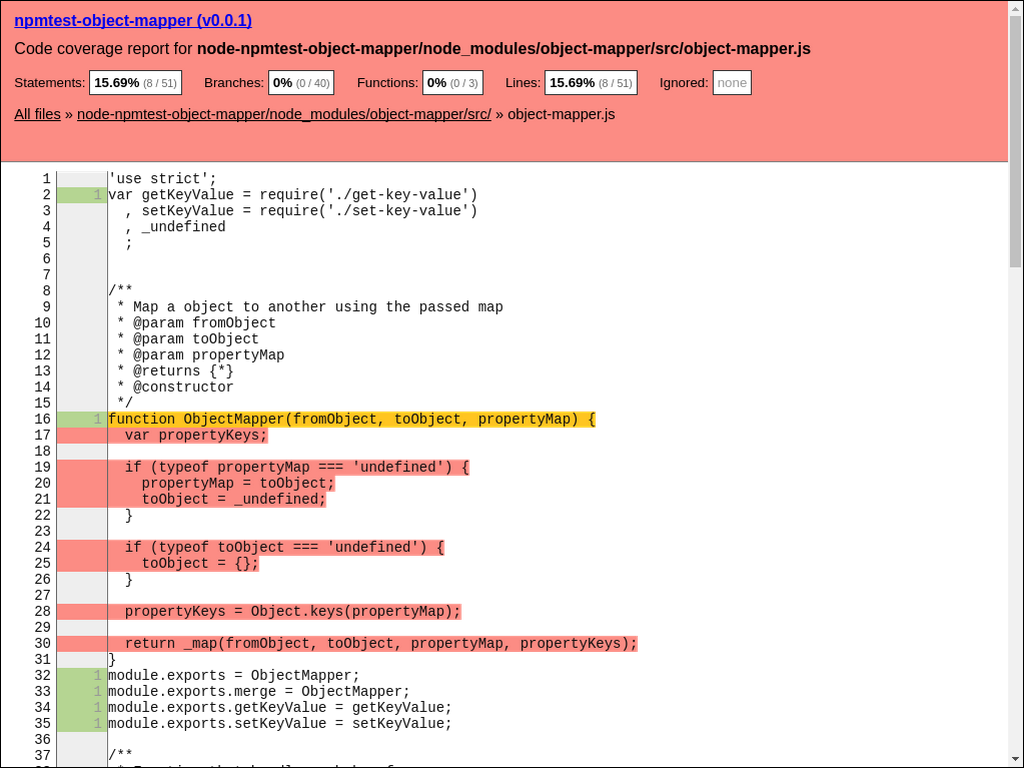 npmtest-object-mapper (v0.0.1)
Code coverage report for node-npmtest-object-mapper/node_modules/object-mapper/src/object-mapper.js
Statements: 15.69% (8 / 51) Branches: 0% (0 / 40) Functions: 0% (0 / 3) Lines: 15.69% (8 / 51) Ignored: none
All files » node-npmtest-object-mapper/node_modules/object-mapper/src/ » object-mapper.js
1 'use strict';
2 1 var getKeyValue = require('./get-key-value')
3 , setKeyValue = require('./set-key-value')
4 , _undefined
5 ;
6
7
8 /**
9 * Map a object to another using the passed map
10 * @param fromObject
11 * @param toObject
12 * @param propertyMap
13 * @returns {*}
14 * @constructor
15 */
16 1 function ObjectMapper(fromObject, toObject, propertyMap) {
17 var propertyKeys;
18
19 if (typeof propertyMap === 'undefined') {
20 propertyMap = toObject;
21 toObject = _undefined;
22 }
23
24 if (typeof toObject === 'undefined') {
25 toObject = {};
26 }
27
28 propertyKeys = Object.keys(propertyMap);
29
30 return _map(fromObject, toObject, propertyMap, propertyKeys);
31 }
32 1 module.exports = ObjectMapper;
33 1 module.exports.merge = ObjectMapper;
34 1 module.exports.getKeyValue = getKeyValue;
35 1 module.exports.setKeyValue = setKeyValue;
36
37 /**